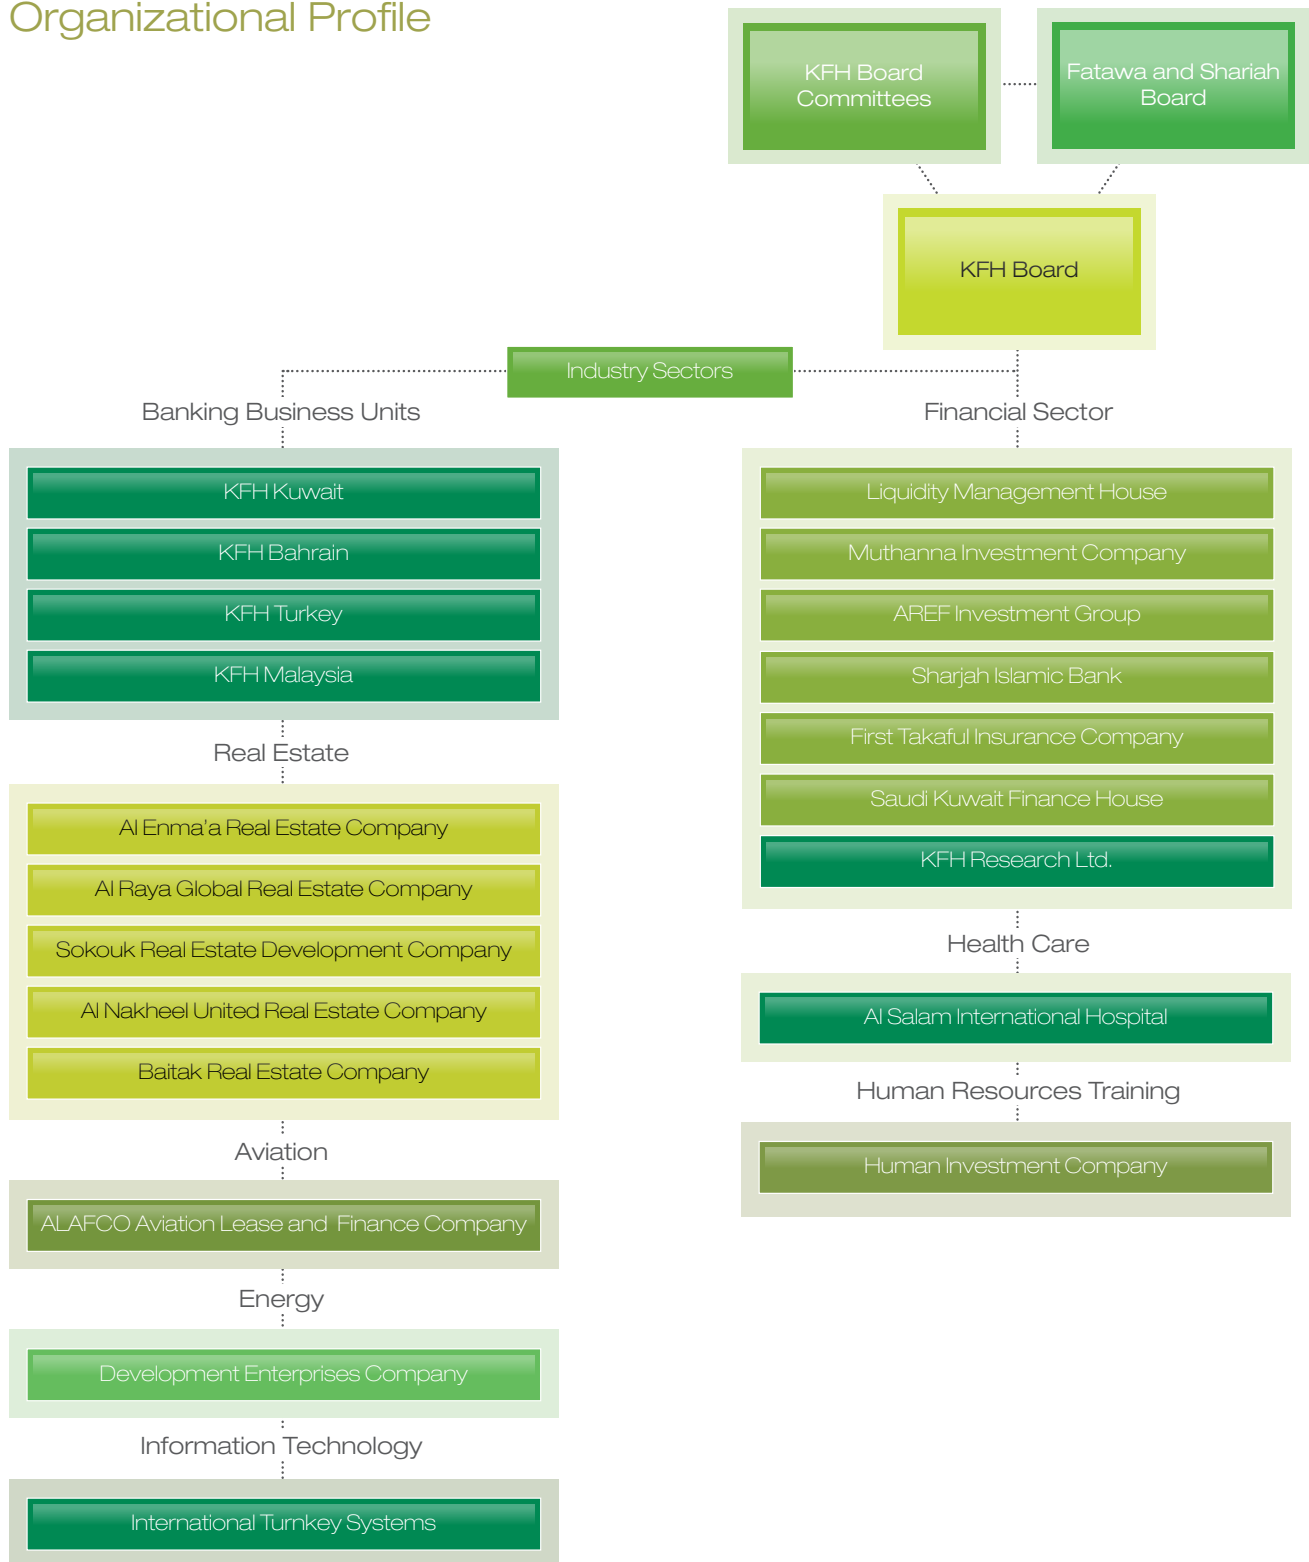 Organizational Profile
KFH Board
Committees
Fatawa and Shariah
Board
KFH Board
Industry Sectors
Banking Business Units
KFH Kuwait
KFH Bahrain
KFH Turkey
KFH Malaysia
Real Estate
Al Enma'a Real Estate Company
Al Raya Global Real Estate Company
Sokouk Real Estate Development Company
Al Nakheel United Real Estate Company
Baitak Real Estate Company
Aviation
ALAFCO Aviation Lease and Finance Company
Energy
Development Enterprises Company
Information Technology
International Turnkey Systems
Financial Sector
Liquidity Management House
Muthanna Investment Company
AREF Investment Group
Sharjah Islamic Bank
First Takaful Insurance Company
Saudi Kuwait Finance House
KFH Research Ltd.
Health Care
Al Salam International Hospital
Human Resources Training
Human Investment Company